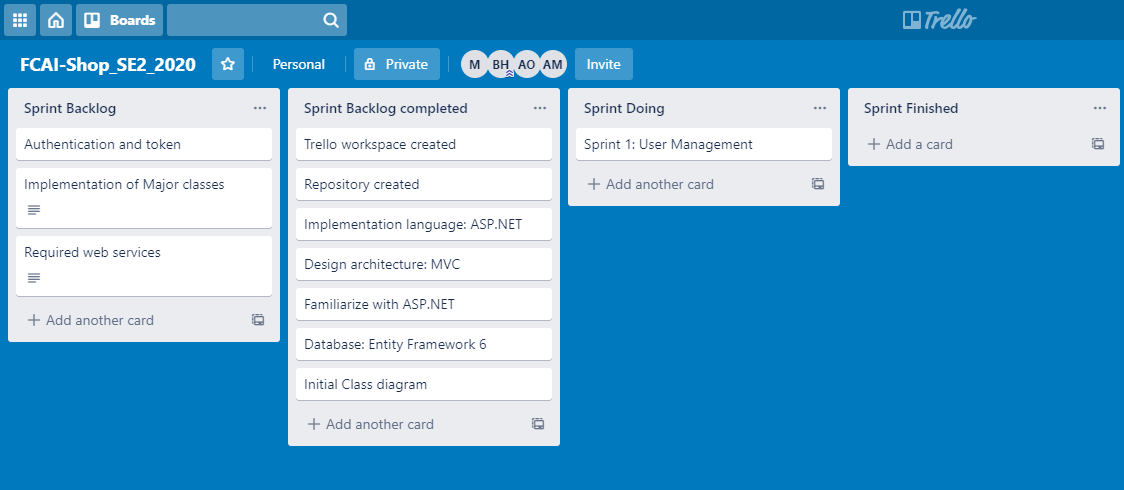 Boards
Trello
FCAI-Shop_SE2_2020
Personal
Private
M BH AO AM
Invite
Sprint Backlog
Authentication and token
Implementation of Major classes
Required web services
+ Add another card
Sprint Backlog completed
Trello workspace created
Repository created
Implementation language: ASP.NET
Design architecture: MVC
Familiarize with ASP.NET
Database: Entity Framework 6
Initial Class diagram
+ Add another card
Sprint Doing
Sprint 1: User Management
+ Add another card
Sprint Finished
+ Add a card